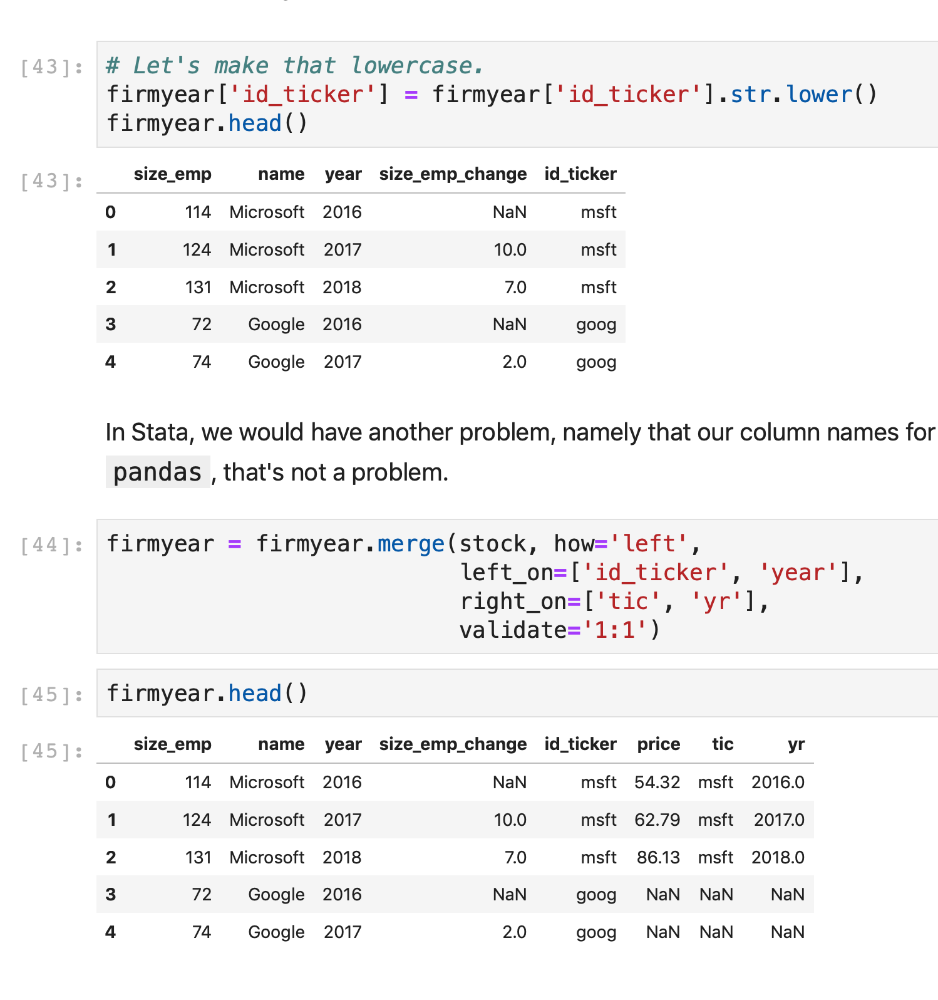 [43]: # Let's make that lowercase.
firmyear['id_ticker'] = firmyear['id_ticker'].str.lower()
firmyear.head()
[43]: size_emp name year size_emp_change id_ticker
0 114 Microsoft 2016 NaN msft
1 124 Microsoft 2017 10.0 msft
2 131 Microsoft 2018 7.0 msft
3 72 Google 2016 NaN goog
4 74 Google 2017 2.0 goog
In Stata, we would have another problem, namely that our column names for
pandas , that's not a problem.
[44]: firmyear = firmyear.merge(stock, how='left',
left_on=['id_ticker', 'year'],
right_on=['tic', 'yr'],
validate='1:1')
[45]: firmyear.head()
[45]: size_emp name year size_emp_change id_ticker price tic yr
0 114 Microsoft 2016 NaN msft 54.32 msft 2016.0
1 124 Microsoft 2017 10.0 msft 62.79 msft 2017.0
2 131 Microsoft 2018 7.0 msft 86.13 msft 2018.0
3 72 Google 2016 NaN goog NaN NaN NaN
4 74 Google 2017 2.0 goog NaN NaN NaN